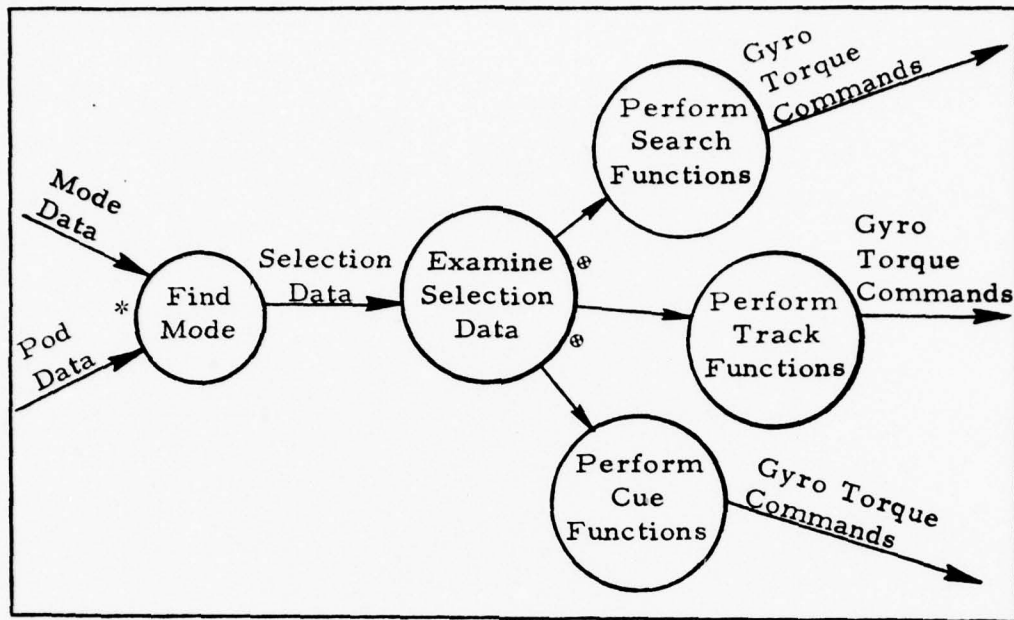 Mode
Data
*
Pod
Data
Find
Mode
Selection
Data
Examine
Selection
Data
⊕
⊕
Perform
Search
Functions
Gyro
Torque
Commands
Perform
Track
Functions
Gyro
Torque
Commands
Perform
Cue
Functions
Gyro Torque
Commands